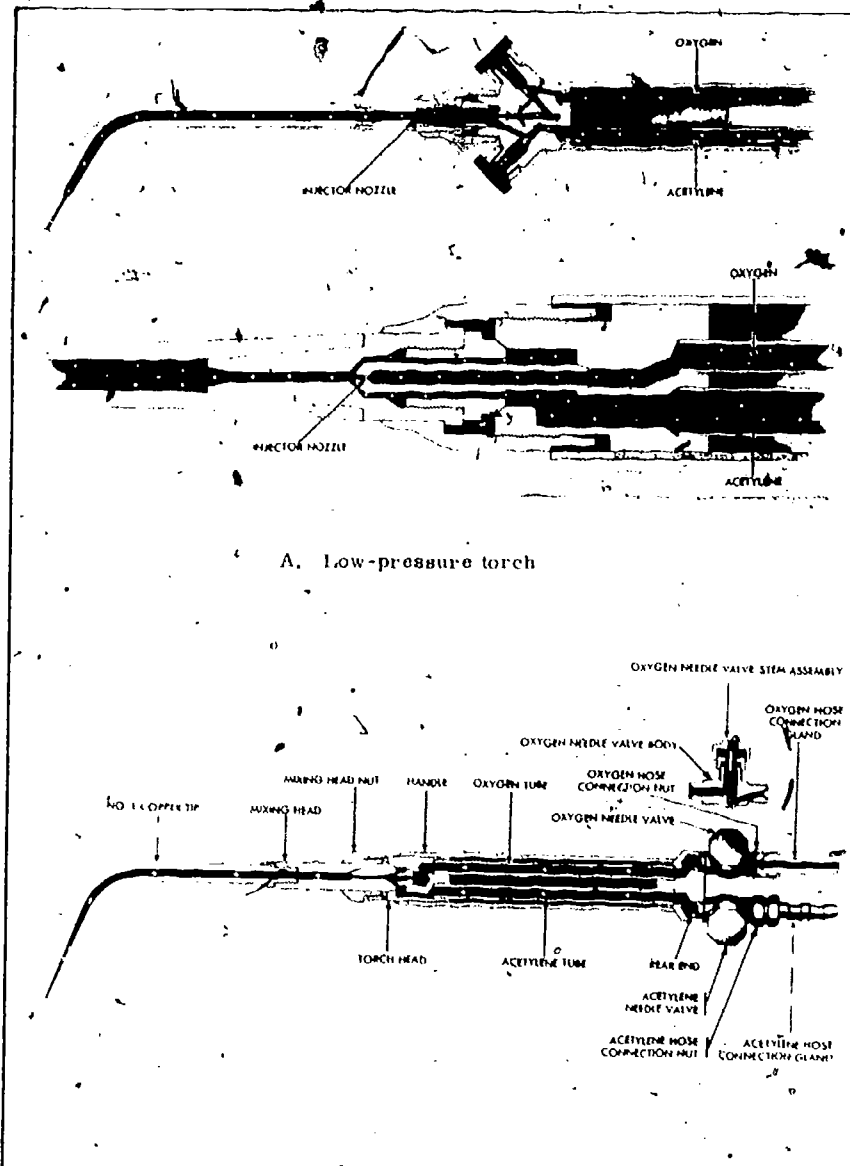 OXYGEN
INJECTOR NOZZLE
ACETYLENE
OXYGEN
INJECTOR NOZZLE
ACETYLENE
A. Low-pressure torch
OXYGEN NEEDLE VALVE STEM ASSEMBLY
OXYGEN HOSE
CONNECTION
GLAND
OXYGEN NEEDLE VALVE BODY
OXYGEN HOSE
CONNECTION NUT
MIXING HEAD NUT
HANDLE
OXYGEN TUBE
OXYGEN NEEDLE VALVE
COPPER TIP
MIXING HEAD
TORCH HEAD
ACETYLENE TUBE
REAR END
ACETYLENE
NEEDLE VALVE
ACETYLENE HOSE
CONNECTION NUT
ACETYLENE HOSE
CONNECTION GLAND